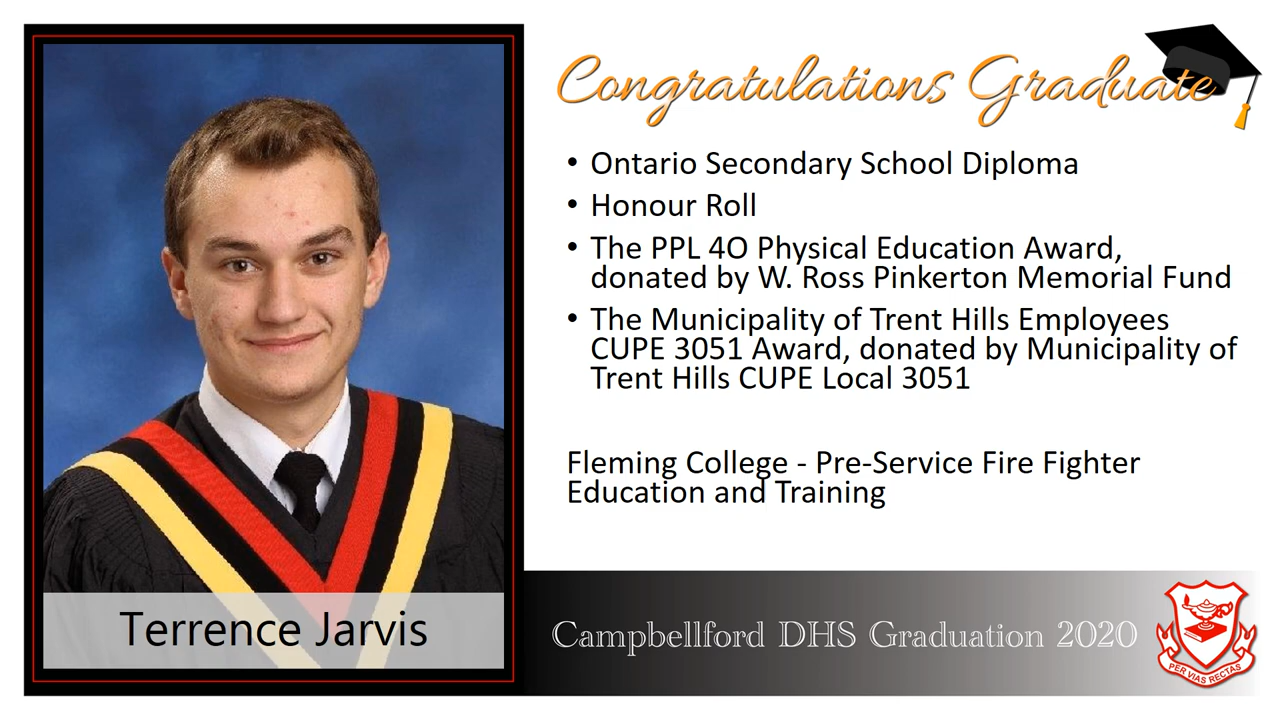 Congratulations Graduate
• Ontario Secondary School Diploma
• Honour Roll
• The PPL 4O Physical Education Award,
donated by W. Ross Pinkerton Memorial Fund
• The Municipality of Trent Hills Employees
CUPE 3051 Award, donated by Municipality of
Trent Hills CUPE Local 3051
Fleming College - Pre-Service Fire Fighter
Education and Training
Terrence Jarvis
Campbellford DHS Graduation 2020
PER VIAS RECTAS